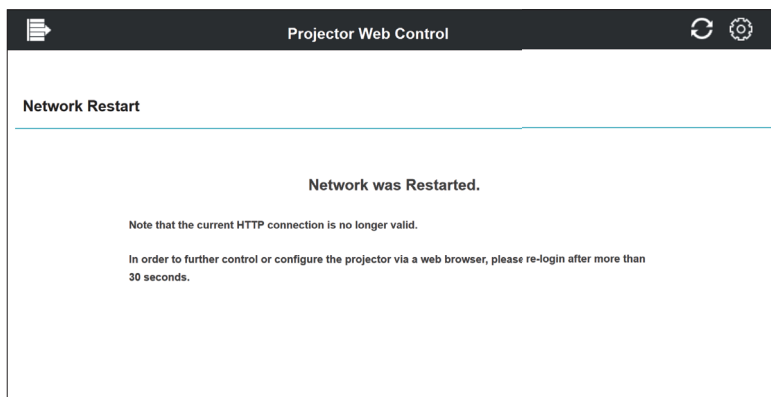 Projector Web Control
Network Restart
Network was Restarted.
Note that the current HTTP connection is no longer valid.
In order to further control or configure the projector via a web browser, please re-login after more than
30 seconds.